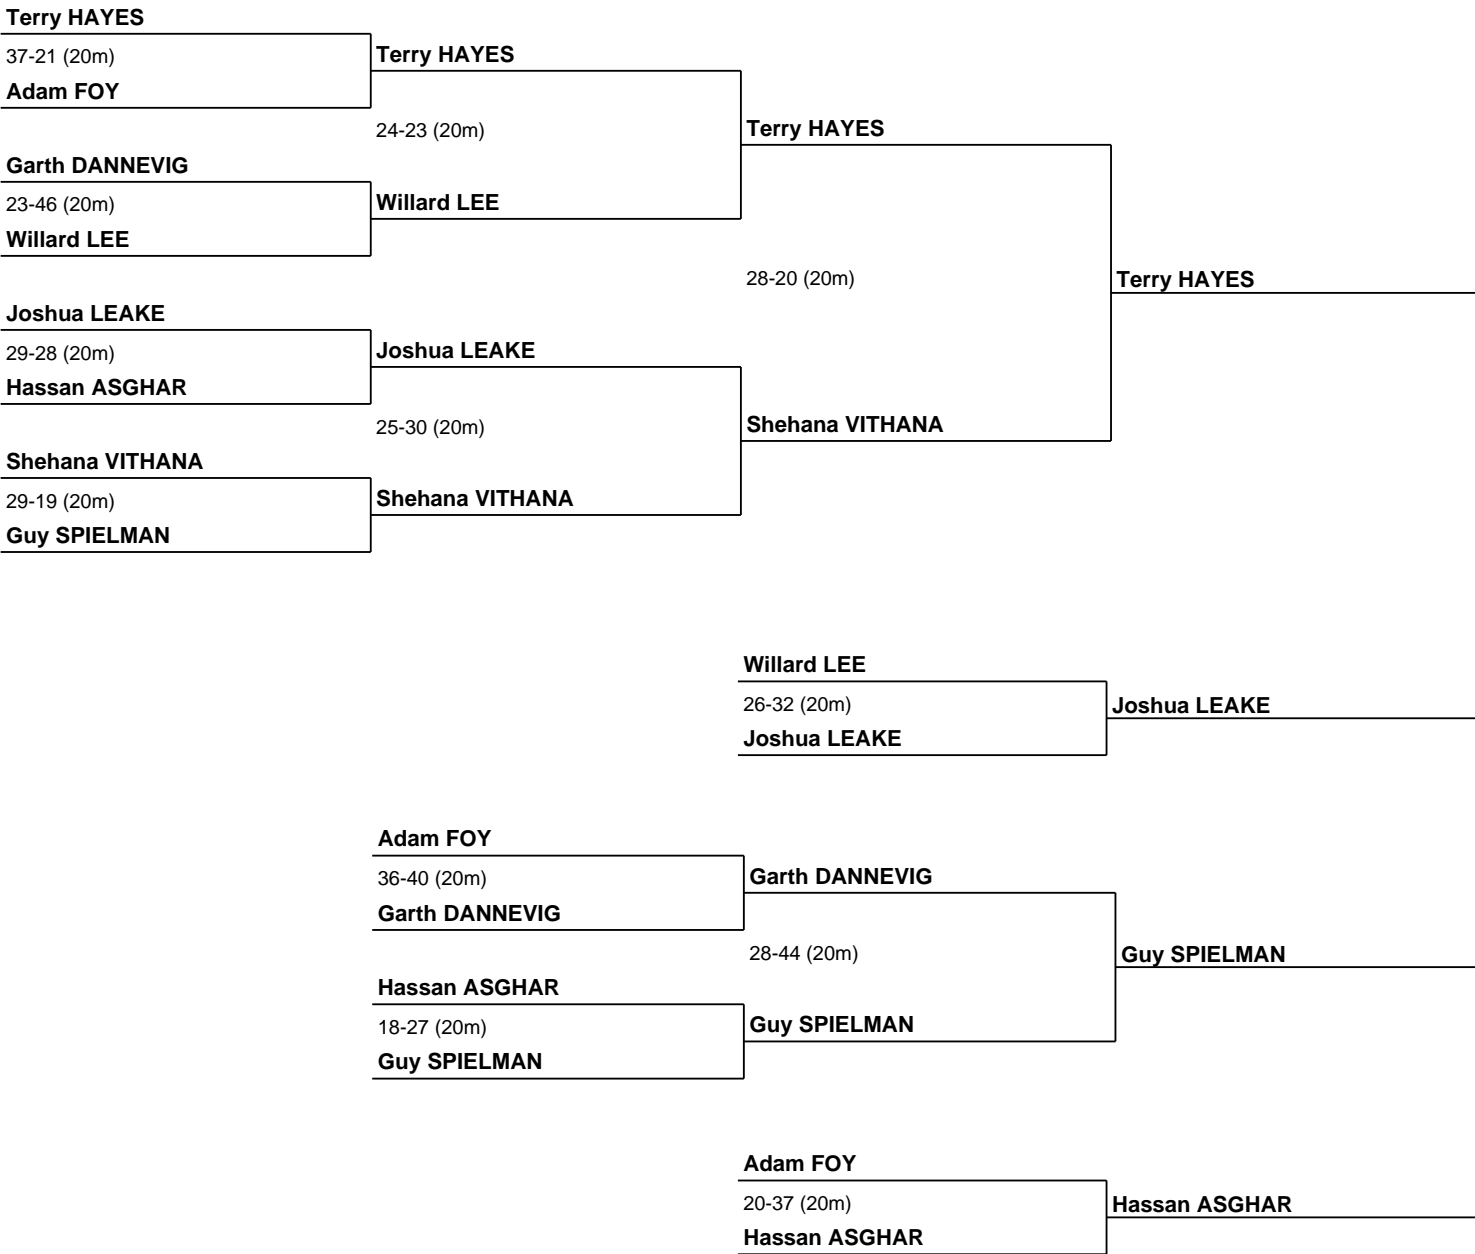 Terry HAYES
37-21 (20m)
Adam FOY
Terry HAYES
24-23 (20m)
Garth DANNEVIG
23-46 (20m)
Willard LEE
Willard LEE
Terry HAYES
28-20 (20m)
Terry HAYES
Joshua LEAKE
29-28 (20m)
Hassan ASGHAR
Joshua LEAKE
25-30 (20m)
Shehana VITHANA
29-19 (20m)
Guy SPIELMAN
Shehana VITHANA
Shehana VITHANA
Willard LEE
26-32 (20m)
Joshua LEAKE
Joshua LEAKE
Adam FOY
36-40 (20m)
Garth DANNEVIG
Garth DANNEVIG
28-44 (20m)
Hassan ASGHAR
18-27 (20m)
Guy SPIELMAN
Guy SPIELMAN
Guy SPIELMAN
Adam FOY
20-37 (20m)
Hassan ASGHAR
Hassan ASGHAR